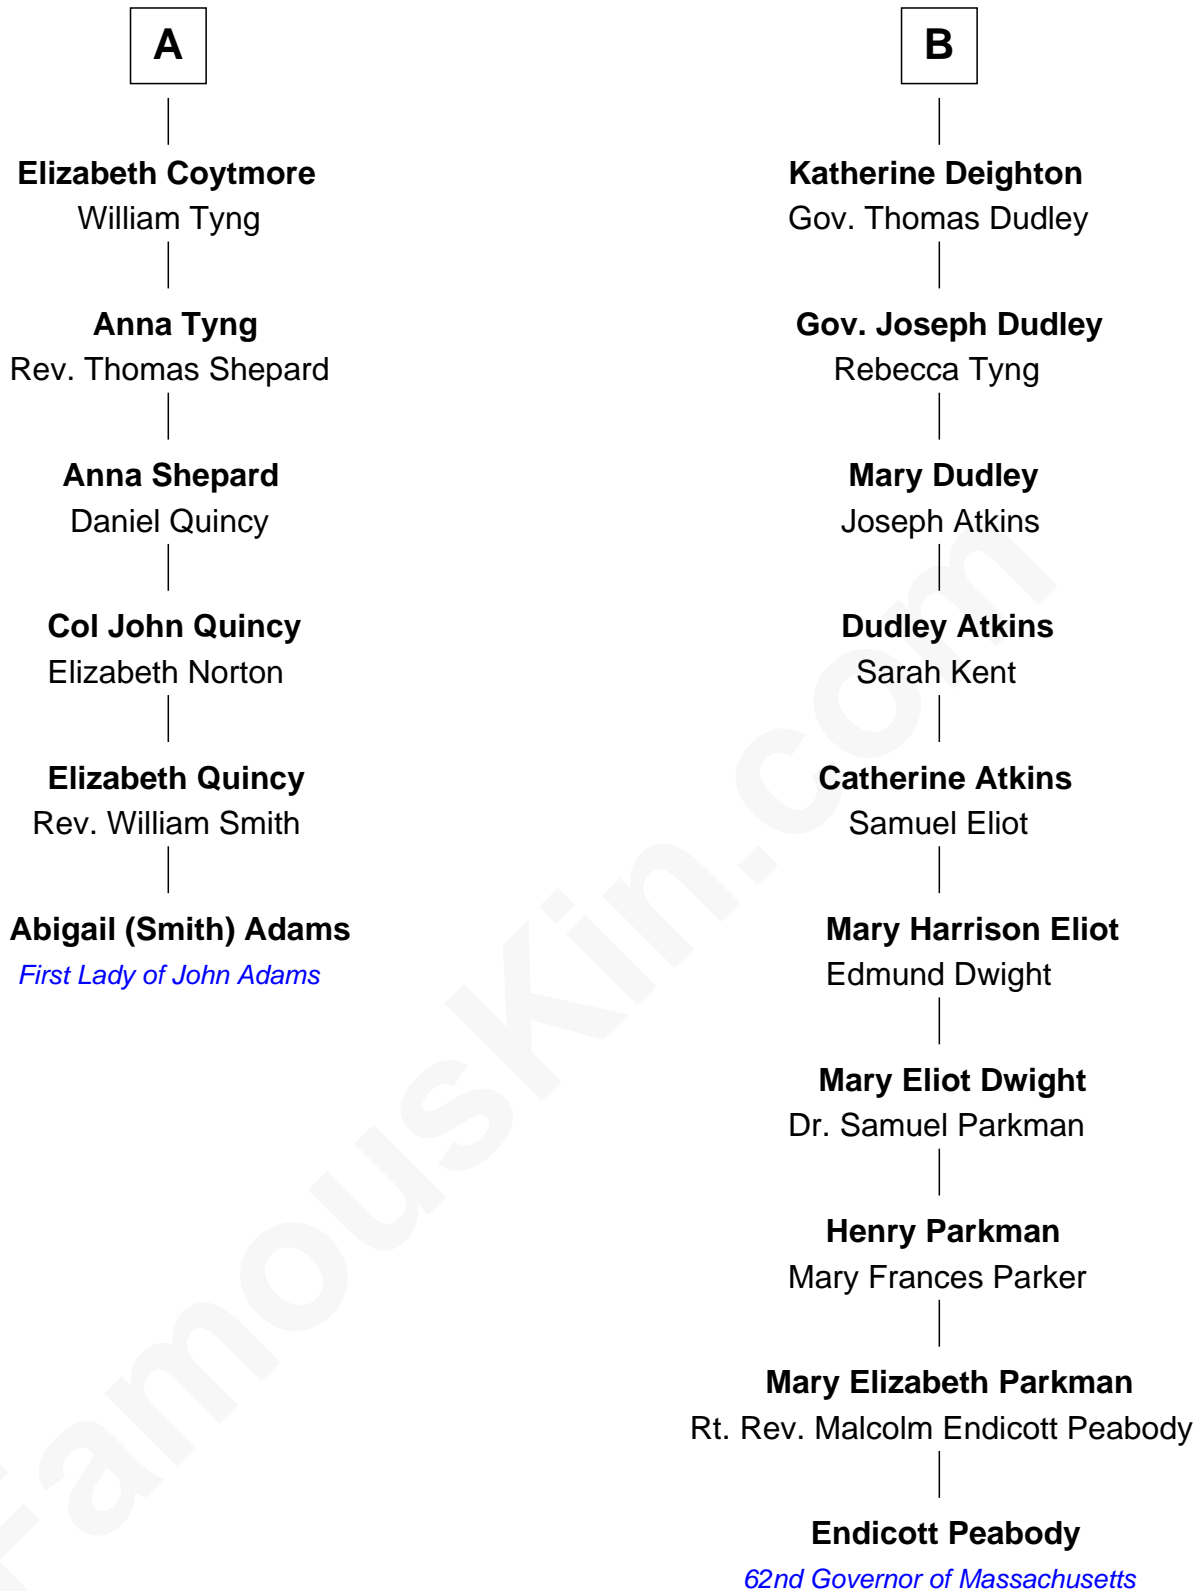 A
Elizabeth Coytmore
William Tyng
Anna Tyng
Rev. Thomas Shepard
Anna Shepard
Daniel Quincy
Col John Quincy
Elizabeth Norton
Elizabeth Quincy
Rev. William Smith
Abigail (Smith) Adams
First Lady of John Adams
B
Katherine Deighton
Gov. Thomas Dudley
Gov. Joseph Dudley
Rebecca Tyng
Mary Dudley
Joseph Atkins
Dudley Atkins
Sarah Kent
Catherine Atkins
Samuel Eliot
Mary Harrison Eliot
Edmund Dwight
Mary Eliot Dwight
Dr. Samuel Parkman
Henry Parkman
Mary Frances Parker
Mary Elizabeth Parkman
Rt. Rev. Malcolm Endicott Peabody
Endicott Peabody
62nd Governor of Massachusetts
FamousKin.com